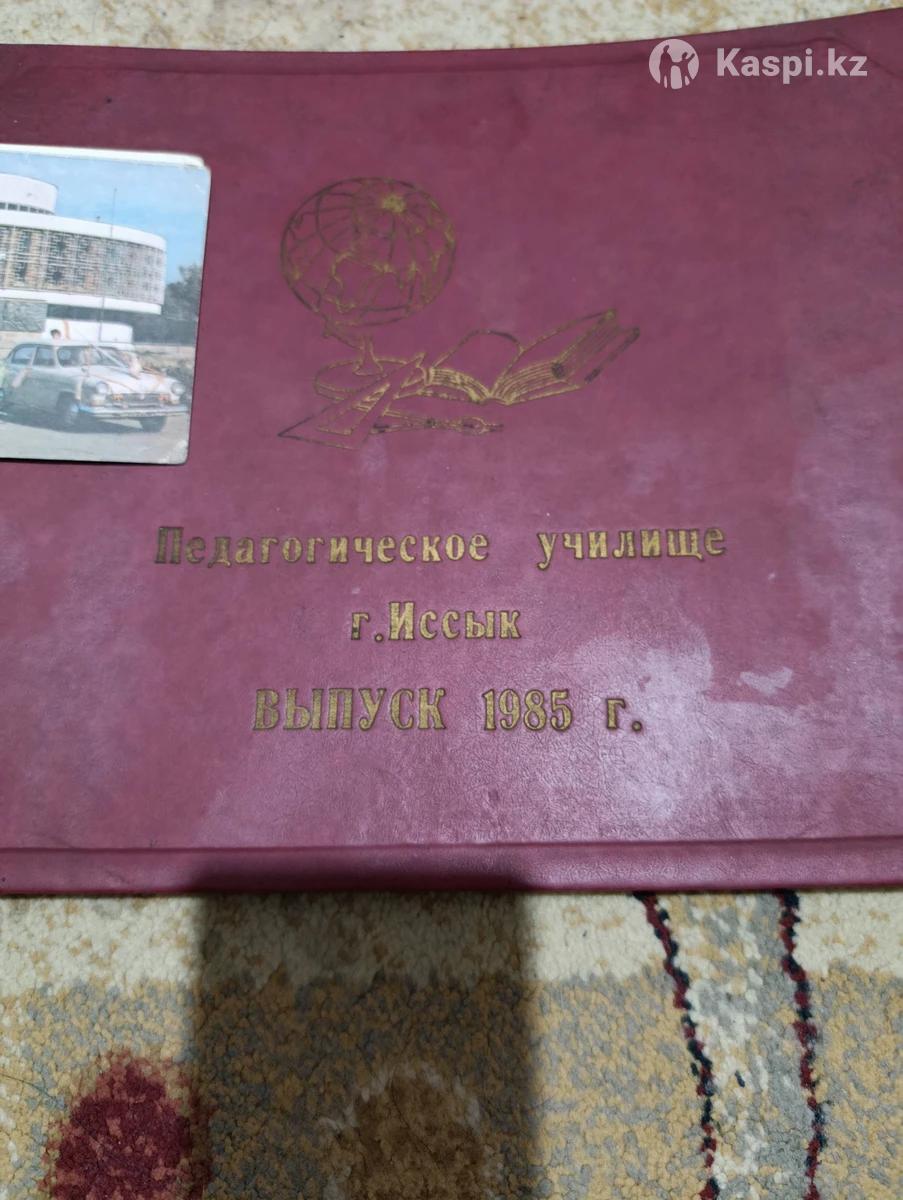 Kaspi.kz
Педагогическое училище
г.Иссык
ВЫПУСК 1985 г.